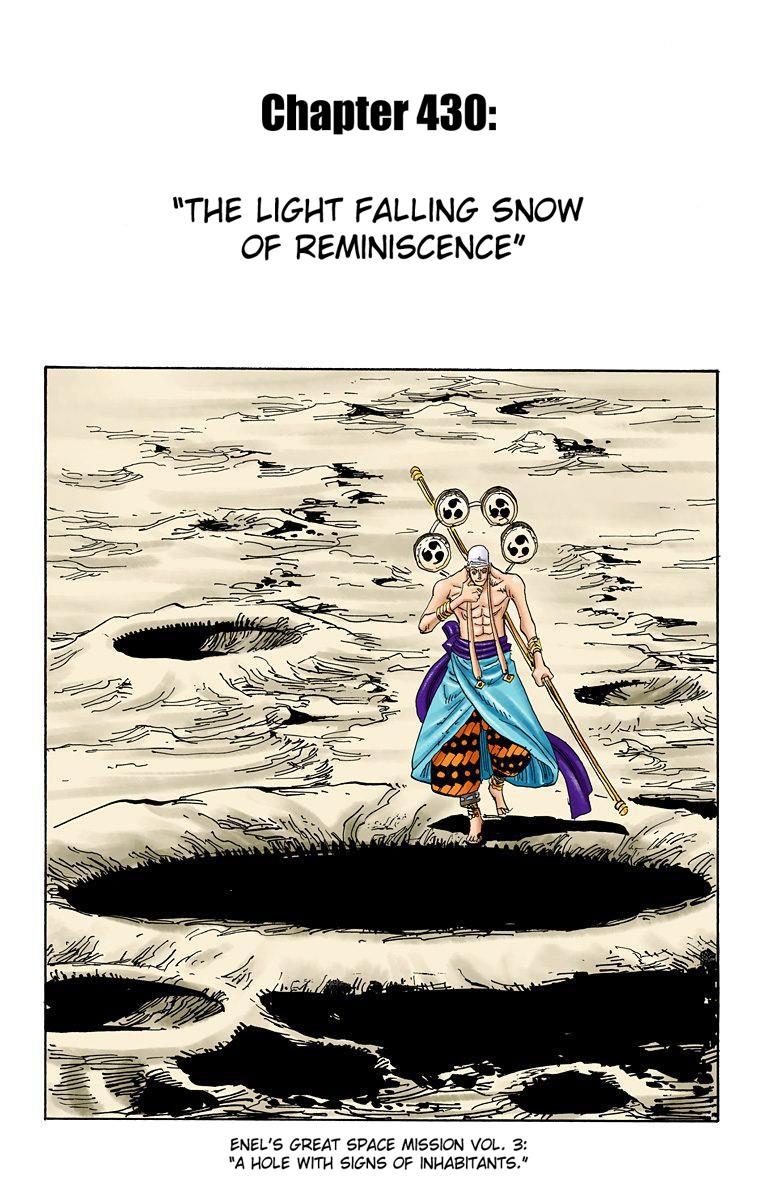 Chapter 430:
"THE LIGHT FALLING SNOW
OF REMINISCENCE"
ENEL'S GREAT SPACE MISSION VOL. 3:
"A HOLE WITH SIGNS OF INHABITANTS."